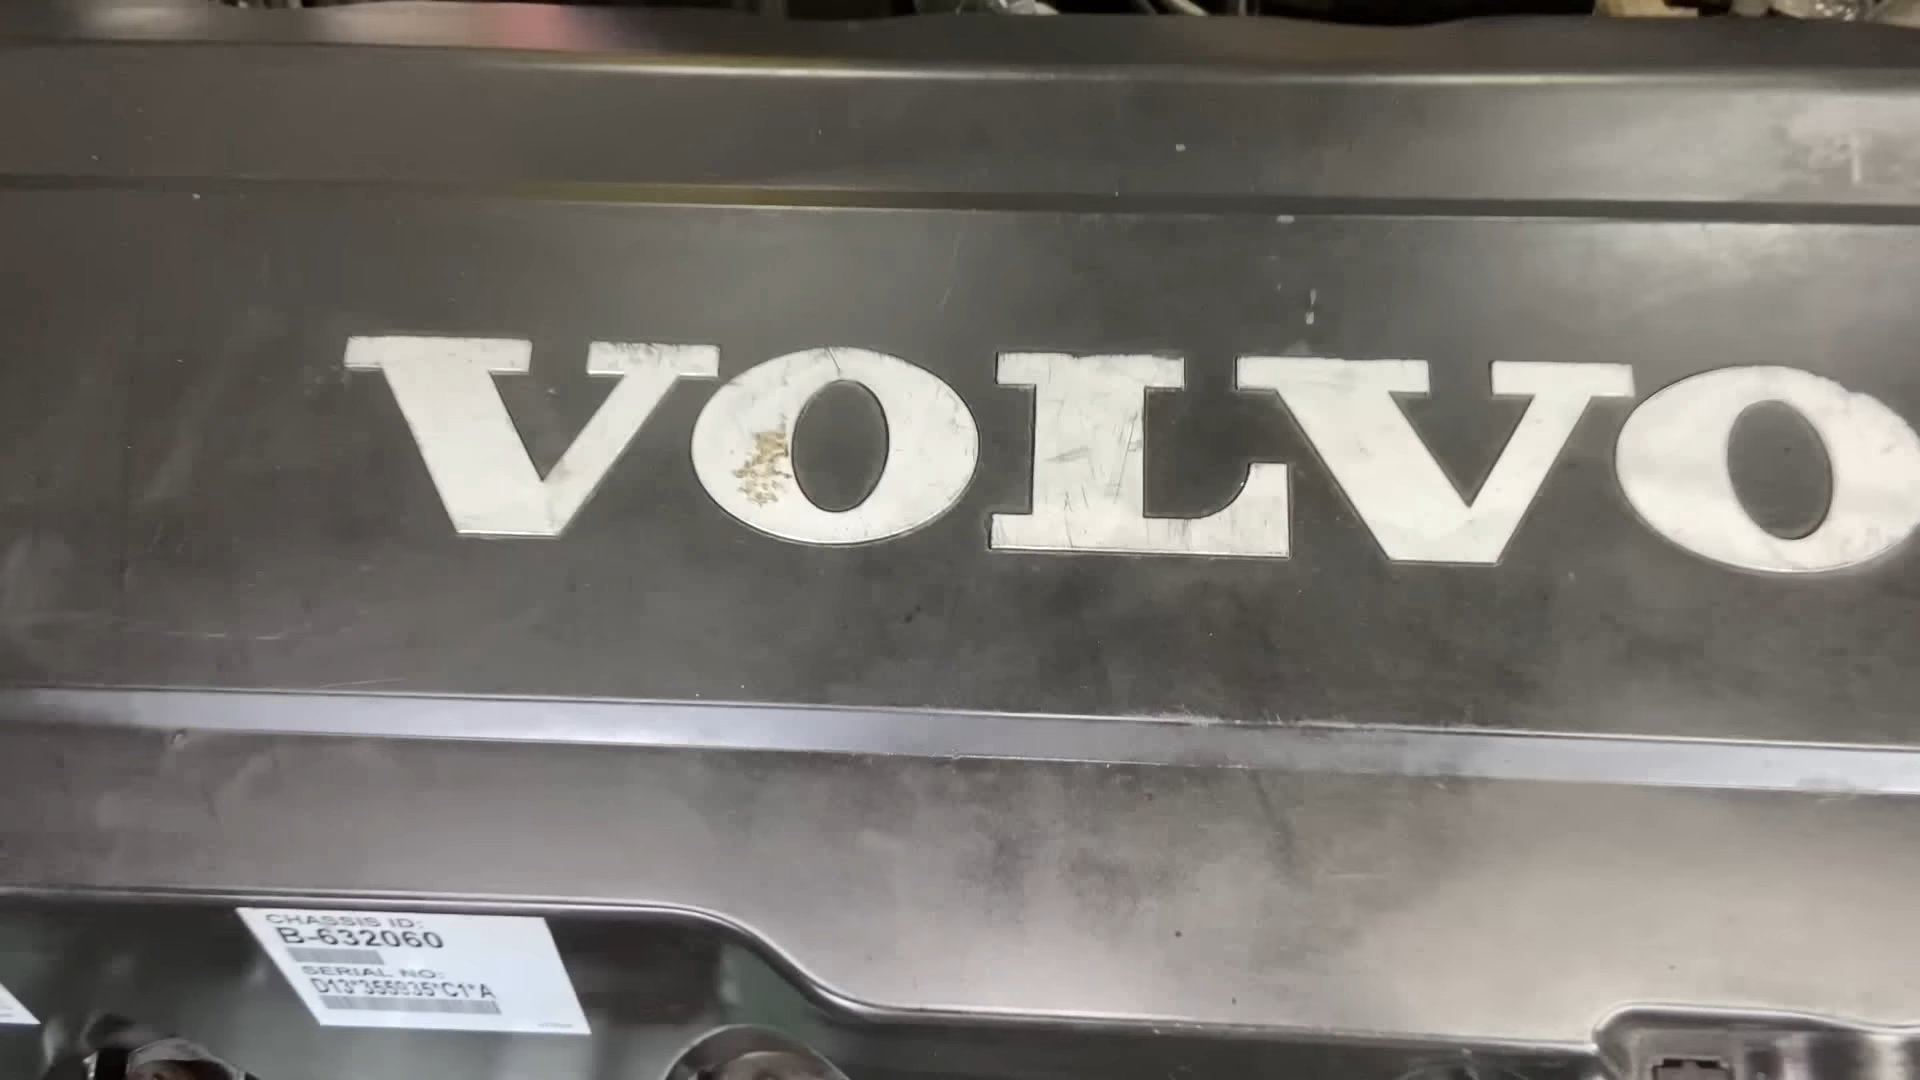 VOLVO
CHASSIS ID:
B-632060
SERIAL NO:
D13*355935*C1*A